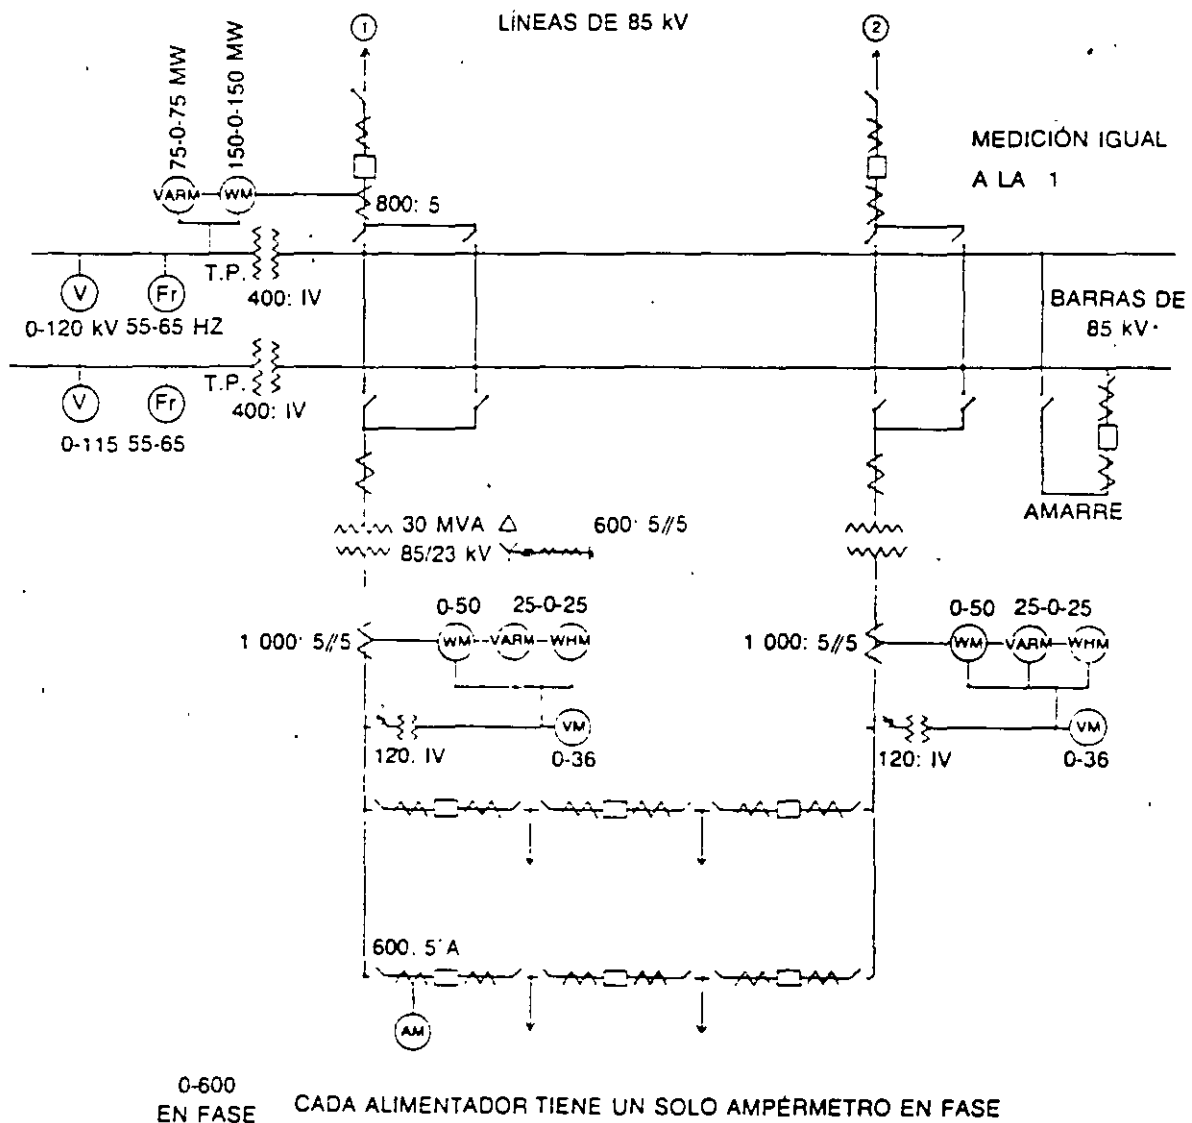 LÍNEAS DE 85 kV
1
2
75-0-75 MW
150-0-150 MW
MEDICIÓN IGUAL
A LA 1
VARM
WM
800: 5
T.P.
400: IV
V
Fr
0-120 kV 55-65 HZ
BARRAS DE
85 kV
T.P.
400: IV
V
Fr
0-115 55-65
AMARRE
30 MVA △
600: 5//5
85/23 kV
0-50 25-0-25
1 000: 5//5
WM
VARM
WHM
0-50 25-0-25
1 000: 5//5
WM
VARM
WHM
120: IV
VM
0-36
120: IV
VM
0-36
600. 5 A
AM
0-600
EN FASE
CADA ALIMENTADOR TIENE UN SOLO AMPÉRMETRO EN FASE